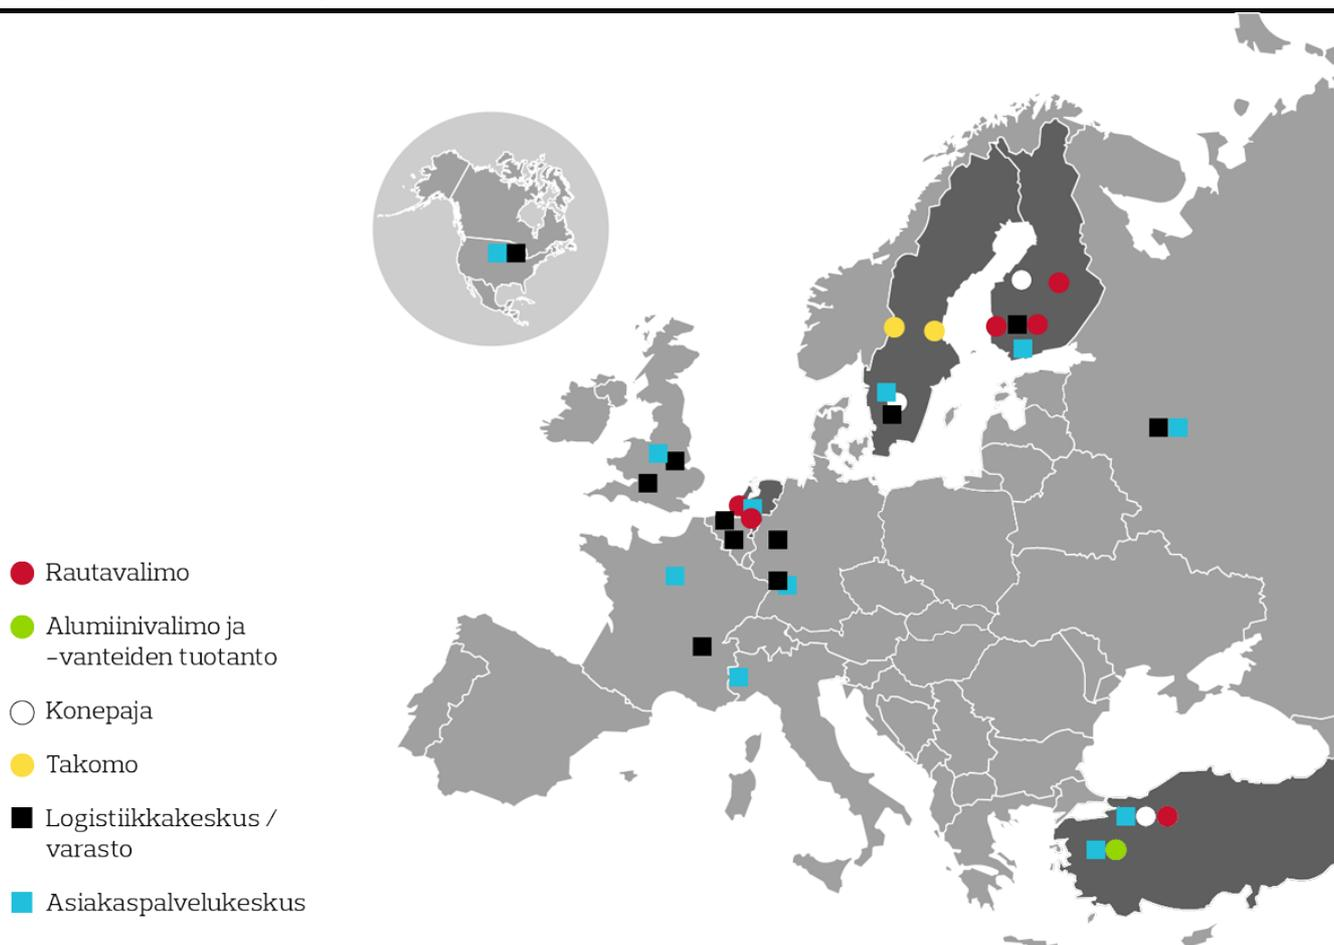 Rautavalimo
Alumiinivalimo ja
-vanteiden tuotanto
Konepaja
Takomo
Logistiikkakeskus /
varasto
Asiakaspalvelukeskus